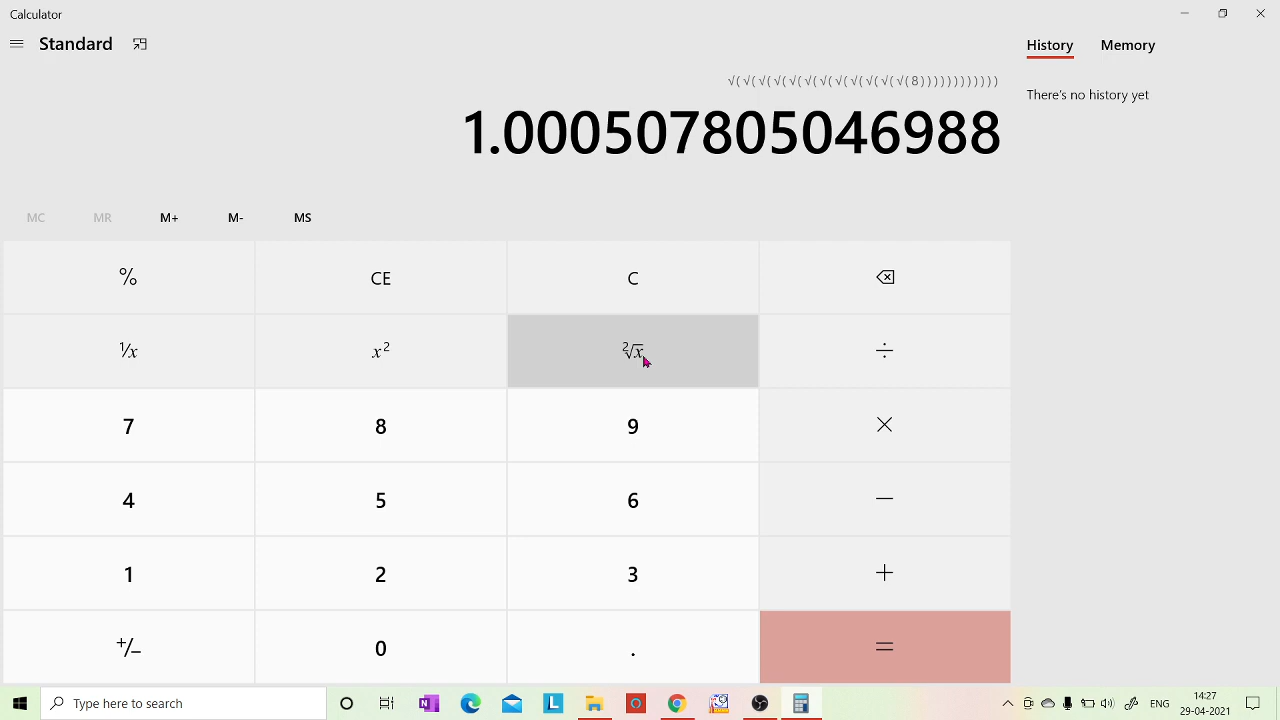 Calculator
Standard
History
Memory
√(√(√(√(√(√(√(√(√(√(√(√(8))))))))))))
There's no history yet
1.000507805046988
MC MR M+ M- MS
% CE C
¹/x x² ²√x ÷
7 8 9 ×
4 5 6 −
1 2 3 +
+/− 0 . =
Type here to search
ENG
14:27
29-04-2021